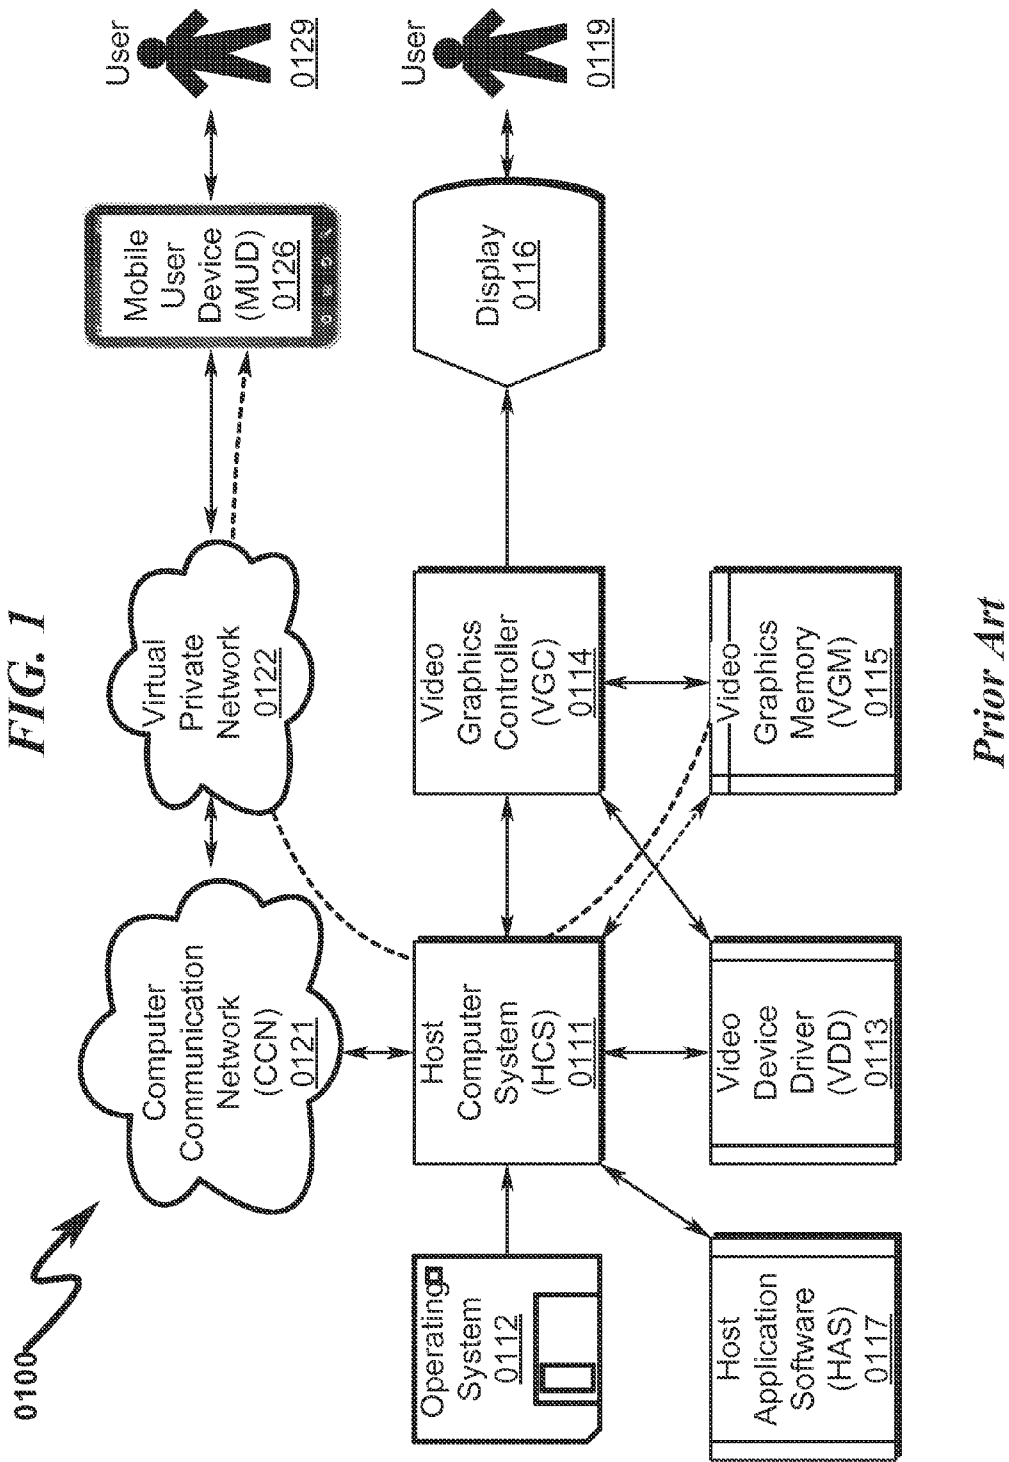 FIG. 1
0100
Computer
Communication
Network
(CCN)
0121
Virtual
Private
Network
0122
Mobile
User
Device
(MUD)
0126
User
0129
Operating
System
0112
Host
Computer
System
(HCS)
0111
Video
Graphics
Controller
(VGC)
0114
Display
0116
User
0119
Host
Application
Software
(HAS)
0117
Video
Device
Driver
(VDD)
0113
Video
Graphics
Memory
(VGM)
0115
Prior Art